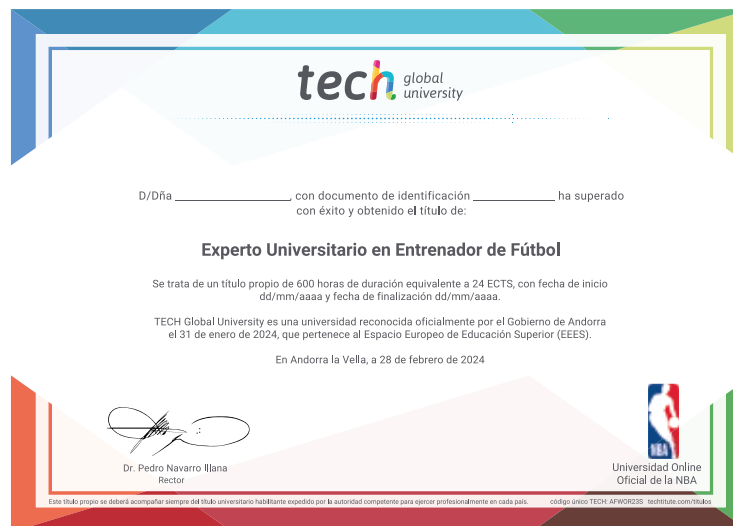 tech global university
D/Dña ____________________, con documento de identificación ______________ ha superado
con éxito y obtenido el título de:
Experto Universitario en Entrenador de Fútbol
Se trata de un título propio de 600 horas de duración equivalente a 24 ECTS, con fecha de inicio
dd/mm/aaaa y fecha de finalización dd/mm/aaaa.
TECH Global University es una universidad reconocida oficialmente por el Gobierno de Andorra
el 31 de enero de 2024, que pertenece al Espacio Europeo de Educación Superior (EEES).
En Andorra la Vella, a 28 de febrero de 2024
NBA
Dr. Pedro Navarro Illana
Rector
Universidad Online
Oficial de la NBA
Este título propio se deberá acompañar siempre del título universitario habilitante expedido por la autoridad competente para ejercer profesionalmente en cada país. código único TECH: AFWOR23S techtitute.com/titulos